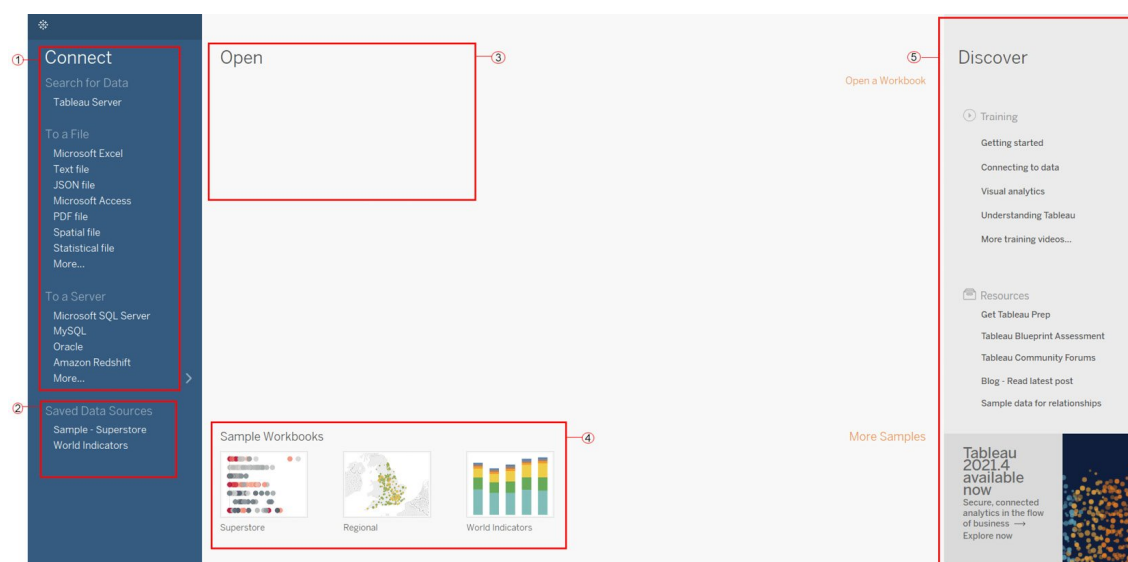 ① Connect
Search for Data
Tableau Server
To a File
Microsoft Excel
Text file
JSON file
Microsoft Access
PDF file
Spatial file
Statistical file
More...
To a Server
Microsoft SQL Server
MySQL
Oracle
Amazon Redshift
More...
② Saved Data Sources
Sample - Superstore
World Indicators
Open ③
Open a Workbook
Sample Workbooks ④
More Samples
Superstore
Regional
World Indicators
⑤ Discover
Training
Getting started
Connecting to data
Visual analytics
Understanding Tableau
More training videos...
Resources
Get Tableau Prep
Tableau Blueprint Assessment
Tableau Community Forums
Blog - Read latest post
Sample data for relationships
Tableau
2021.4
available
now
Secure, connected
analytics in the flow
of business →
Explore now